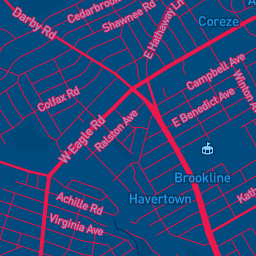 Cedarbrook
Shawnee Rd
Darby Rd
E Hathaway Ln
Coreze
Campbell Ave
Colfax Rd
E Benedict Ave
W Eagle Rd
Ralston Ave
Brookline
Achille Rd
Havertown
Virginia Ave